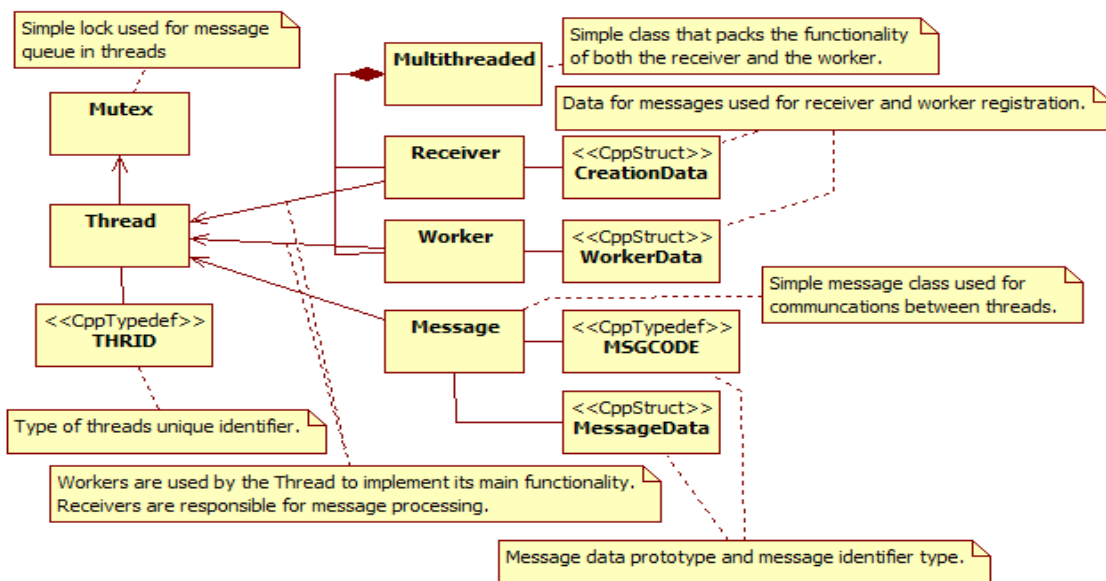 Simple lock used for message
queue in threads
Multithreaded
Simple class that packs the functionality
of both the receiver and the worker.
Mutex
Data for messages used for receiver and worker registration.
Receiver
<<CppStruct>>
CreationData
Thread
Worker
<<CppStruct>>
WorkerData
Simple message class used for
communcations between threads.
<<CppTypedef>>
THRID
Message
<<CppTypedef>>
MSGCODE
<<CppStruct>>
MessageData
Type of threads unique identifier.
Workers are used by the Thread to implement its main functionality.
Receivers are responsible for message processing.
Message data prototype and message identifier type.